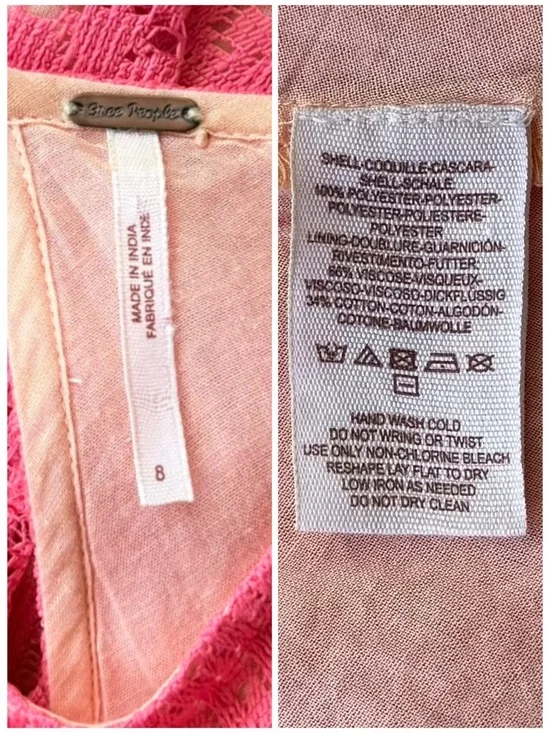 Free People
MADE IN INDIA
FABRIQUÉ EN INDE
8
SHELL-COQUILLE-CASCARA-
SHELL-SCHALE:
100% POLYESTER-POLYESTER-
POLYESTER-POLIESTERE-
POLYESTER
LINING-DOUBLURE-GUARNICIÓN-
RIVESTIMENTO-FUTTER:
66% VISCOSE-VISQUEUX-
VISCOSO-VISCOSO-DICKFLÜSSIG
34% COTTON-COTON-ALGODÓN-
COTONE-BAUMWOLLE
HAND WASH COLD
DO NOT WRING OR TWIST
USE ONLY NON-CHLORINE BLEACH
RESHAPE LAY FLAT TO DRY
LOW IRON AS NEEDED
DO NOT DRY CLEAN